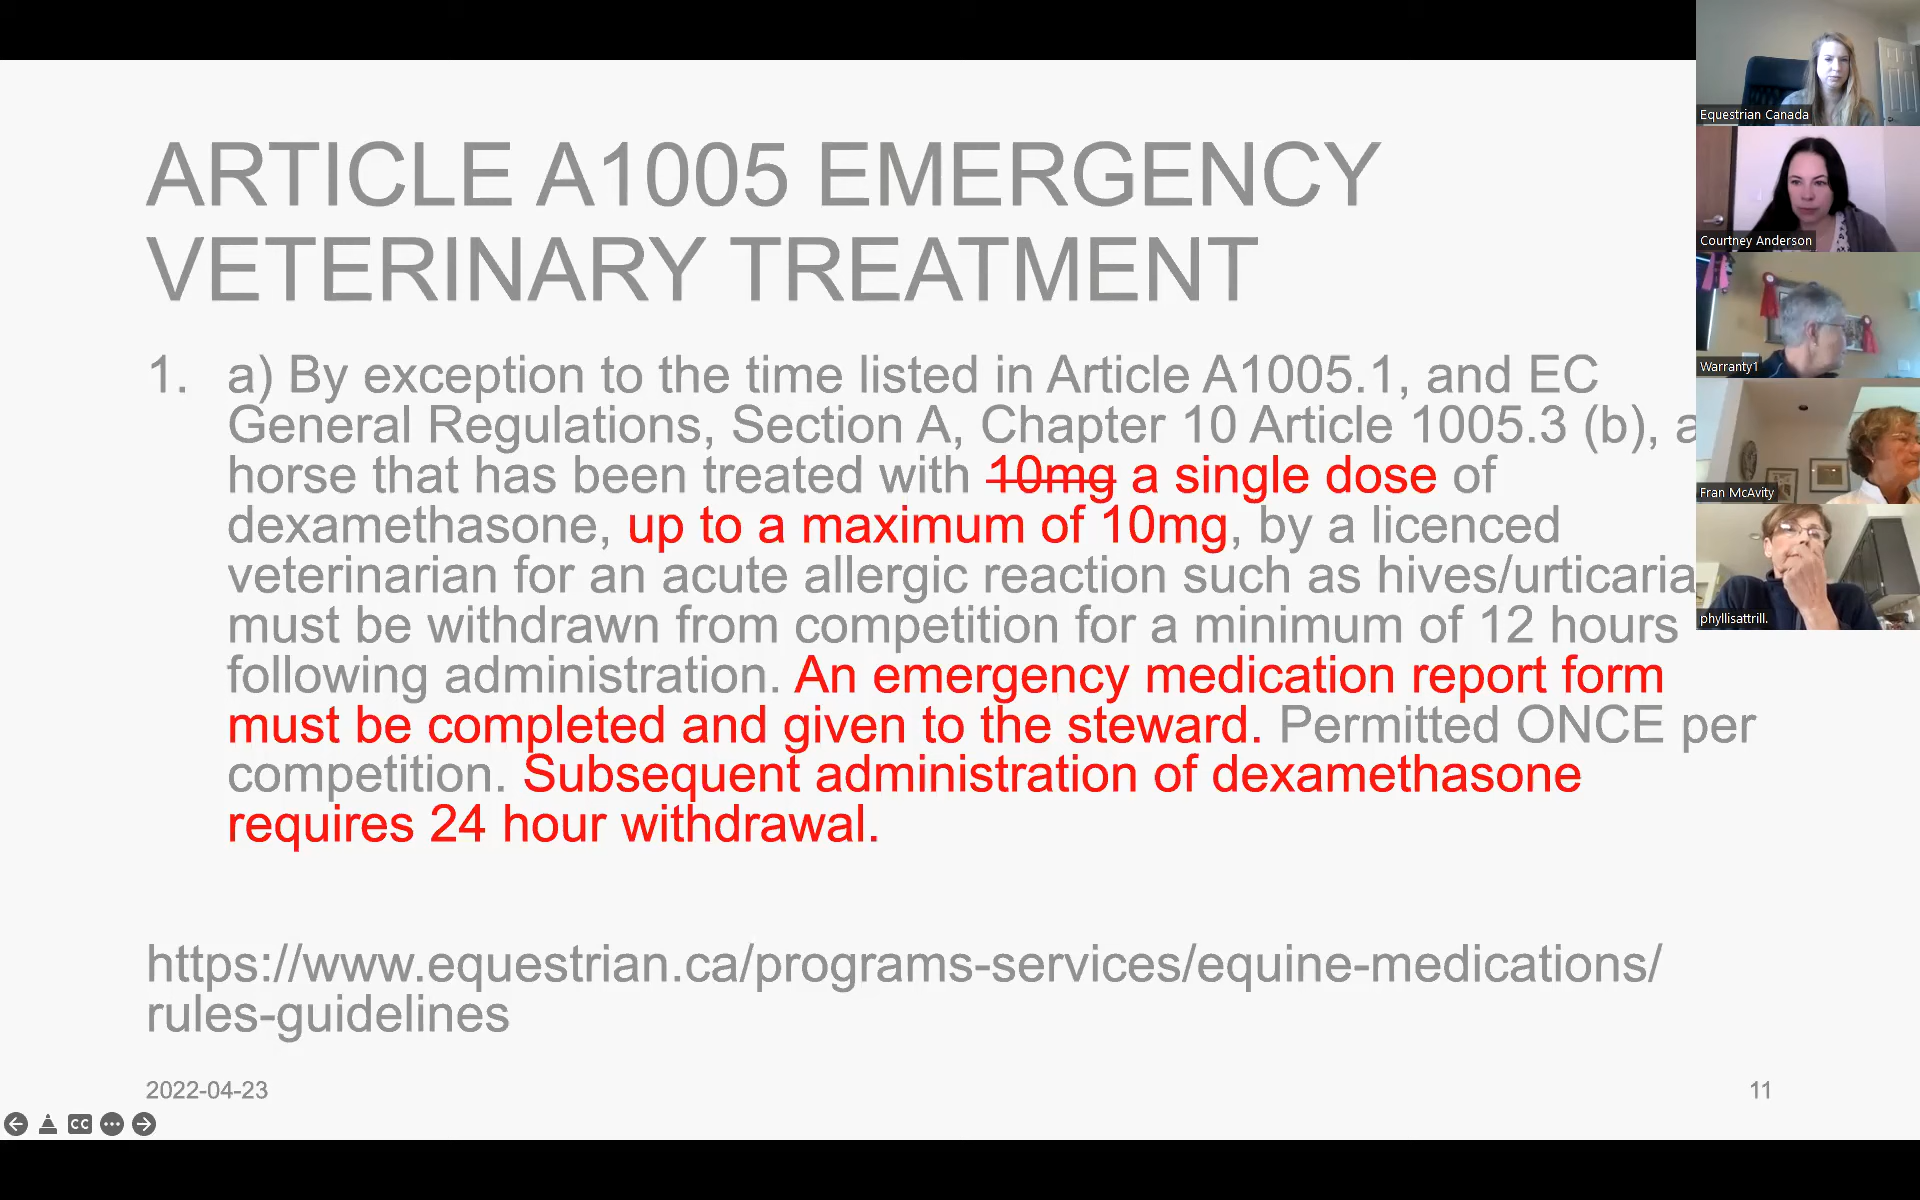 ARTICLE A1005 EMERGENCY
VETERINARY TREATMENT
1. a) By exception to the time listed in Article A1005.1, and EC
General Regulations, Section A, Chapter 10 Article 1005.3 (b), a
horse that has been treated with 10mg a single dose of
dexamethasone, up to a maximum of 10mg, by a licenced
veterinarian for an acute allergic reaction such as hives/urticaria
must be withdrawn from competition for a minimum of 12 hours
following administration. An emergency medication report form
must be completed and given to the steward. Permitted ONCE per
competition. Subsequent administration of dexamethasone
requires 24 hour withdrawal.
https://www.equestrian.ca/programs-services/equine-medications/
rules-guidelines
2022-04-23
11
CC
Equestrian Canada
Courtney Anderson
Warranty1
Fran McAvity
phyllisattrill.